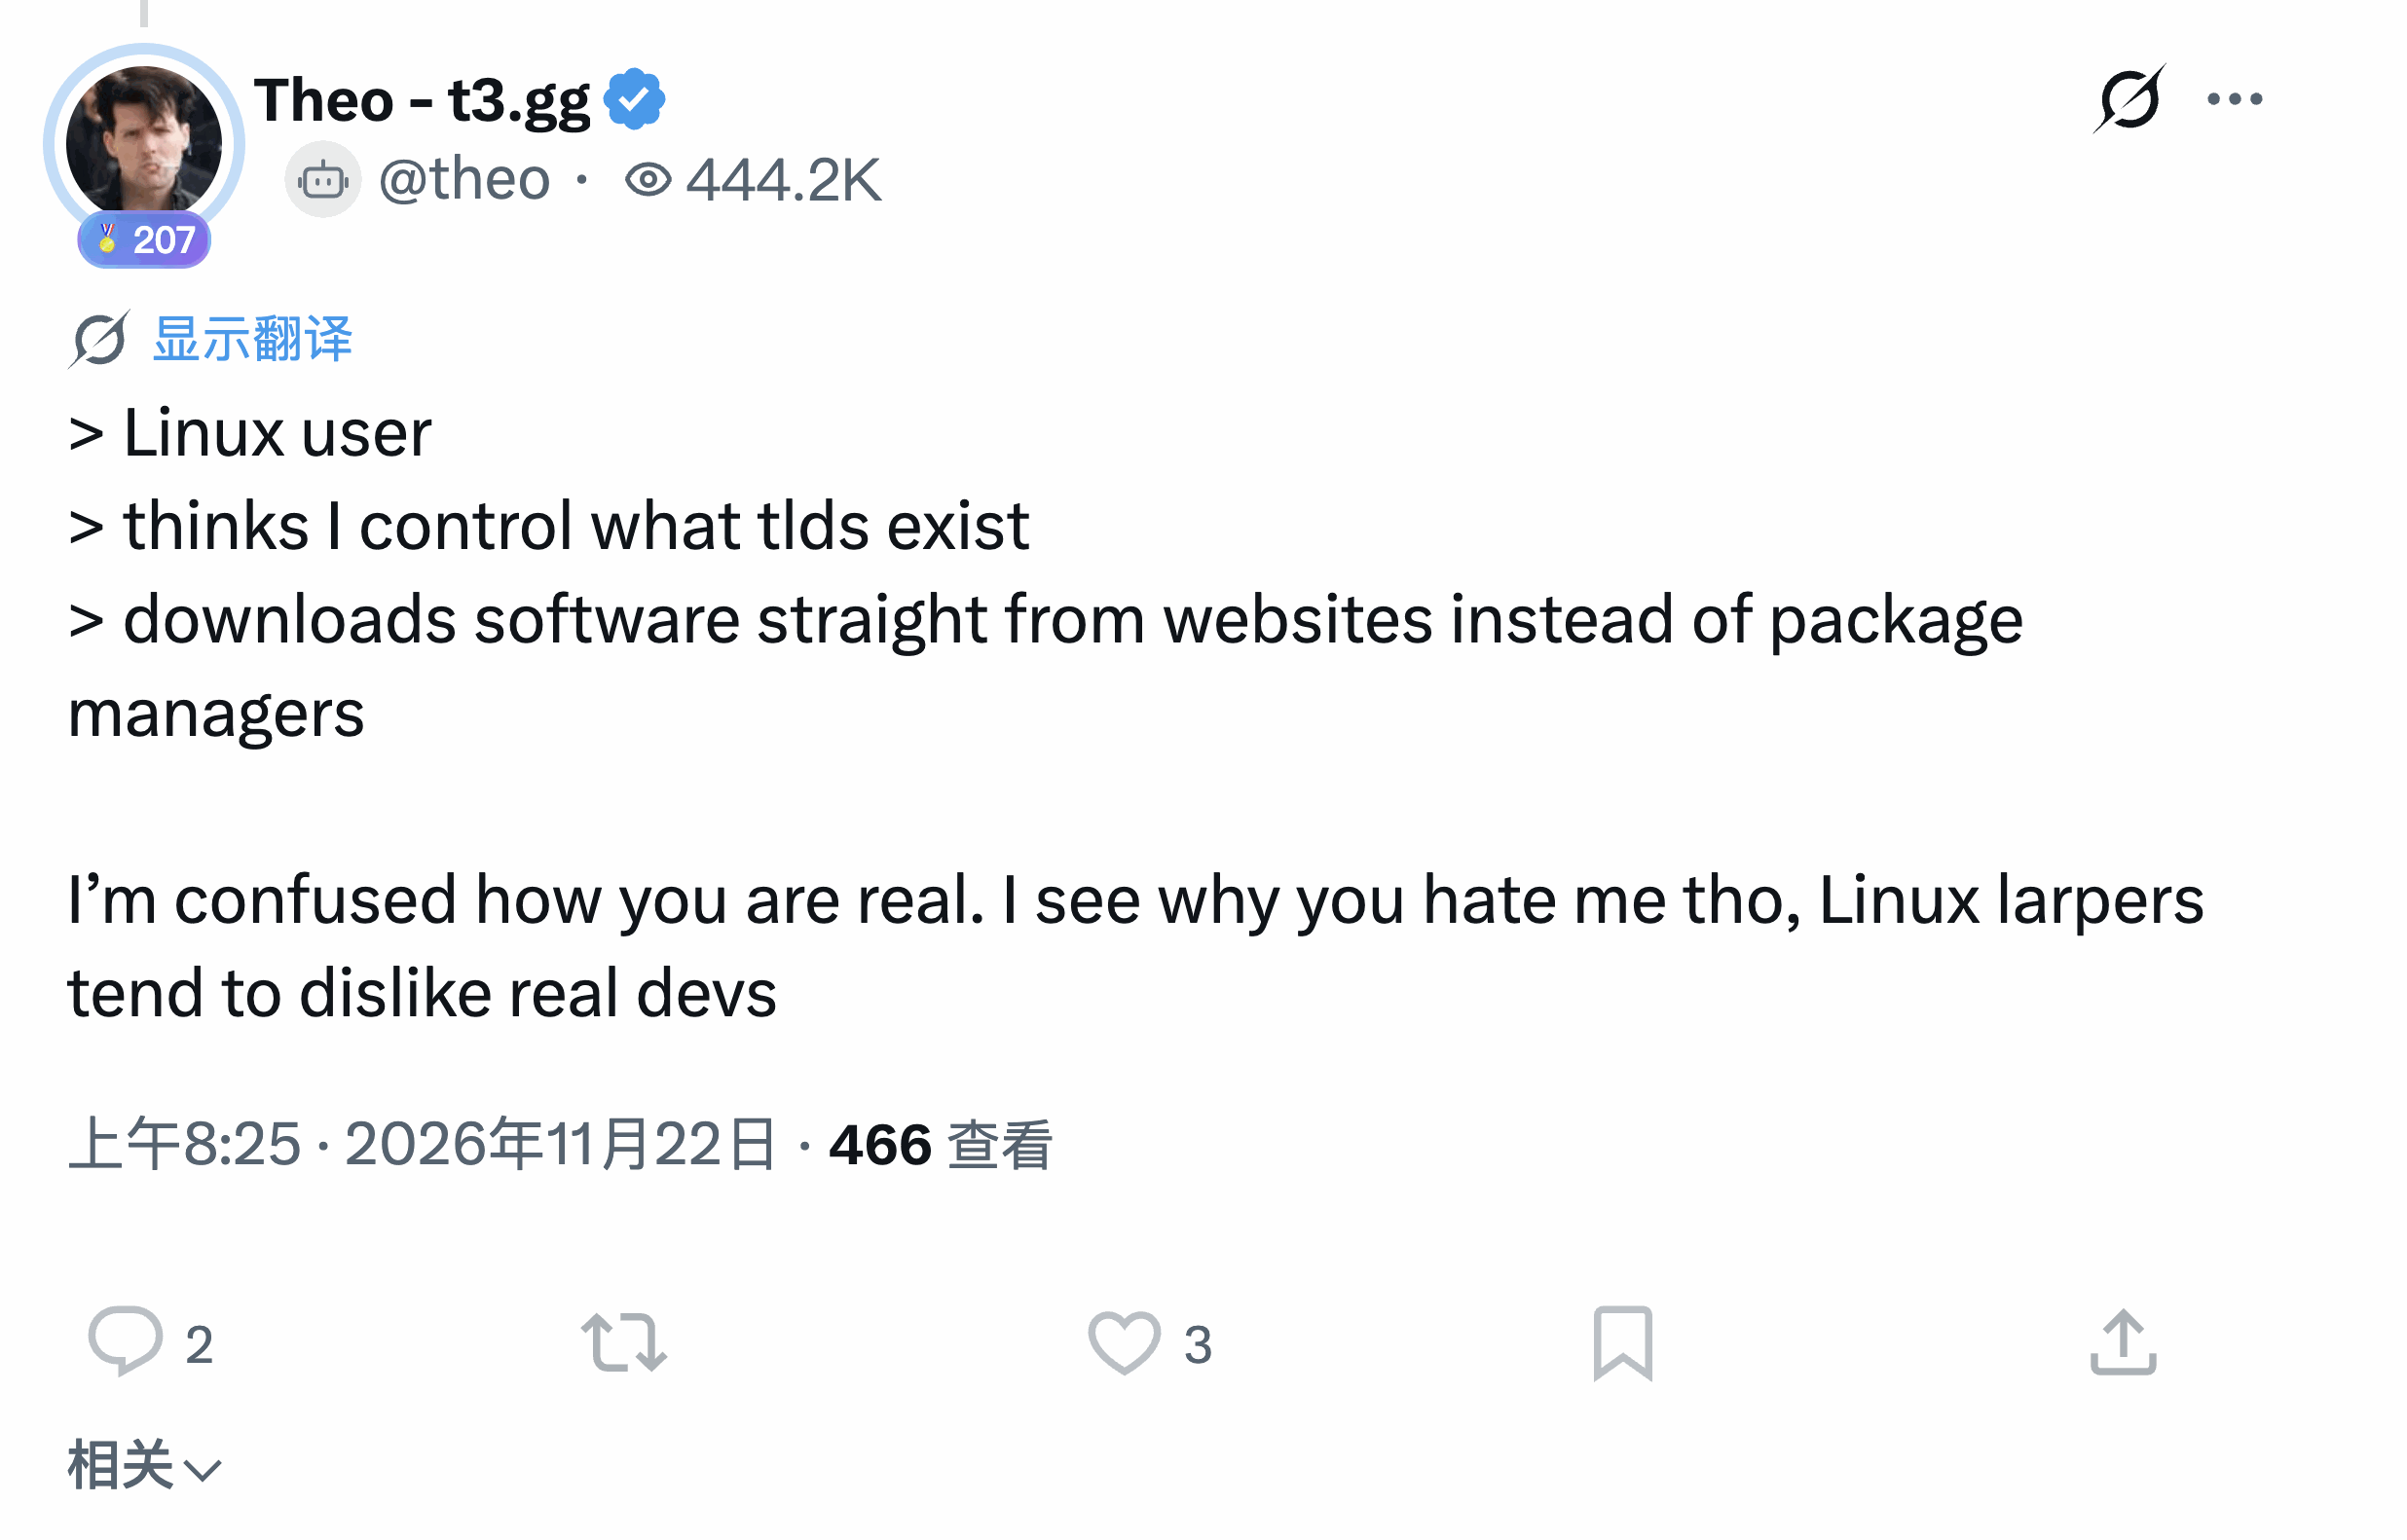 Theo - t3.gg
@theo · 444.2K
207
显示翻译
> Linux user
> thinks I control what tlds exist
> downloads software straight from websites instead of package
managers
I’m confused how you are real. I see why you hate me tho, Linux larpers
tend to dislike real devs
上午8:25 · 2026年11月22日 · 466 查看
2
3
相关